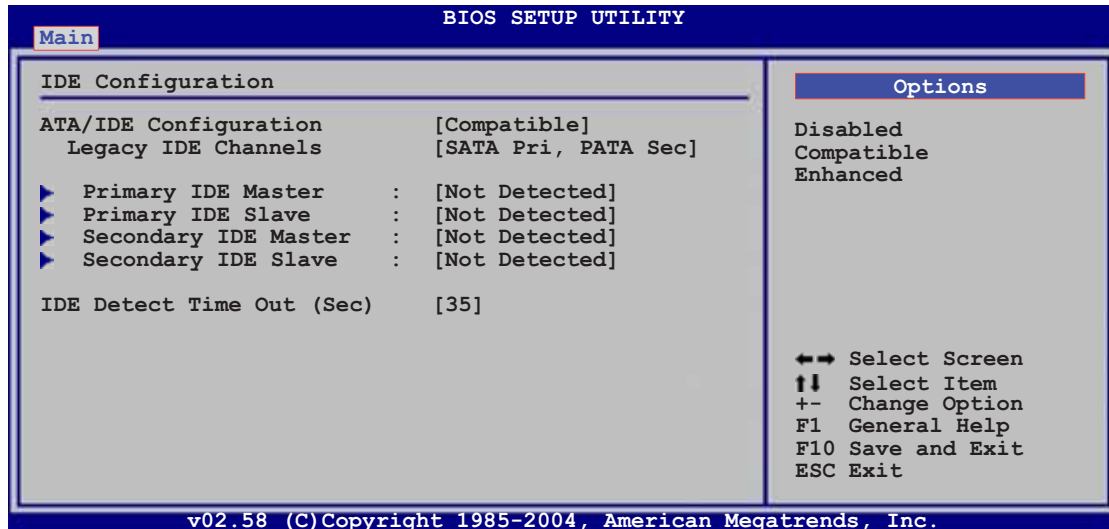 BIOS SETUP UTILITY
Main
IDE Configuration
ATA/IDE Configuration [Compatible]
Legacy IDE Channels [SATA Pri, PATA Sec]
Primary IDE Master : [Not Detected]
Primary IDE Slave : [Not Detected]
Secondary IDE Master : [Not Detected]
Secondary IDE Slave : [Not Detected]
IDE Detect Time Out (Sec) [35]
Options
Disabled
Compatible
Enhanced
Select Screen
Select Item
+- Change Option
F1 General Help
F10 Save and Exit
ESC Exit
v02.58 (C)Copyright 1985-2004, American Megatrends, Inc.